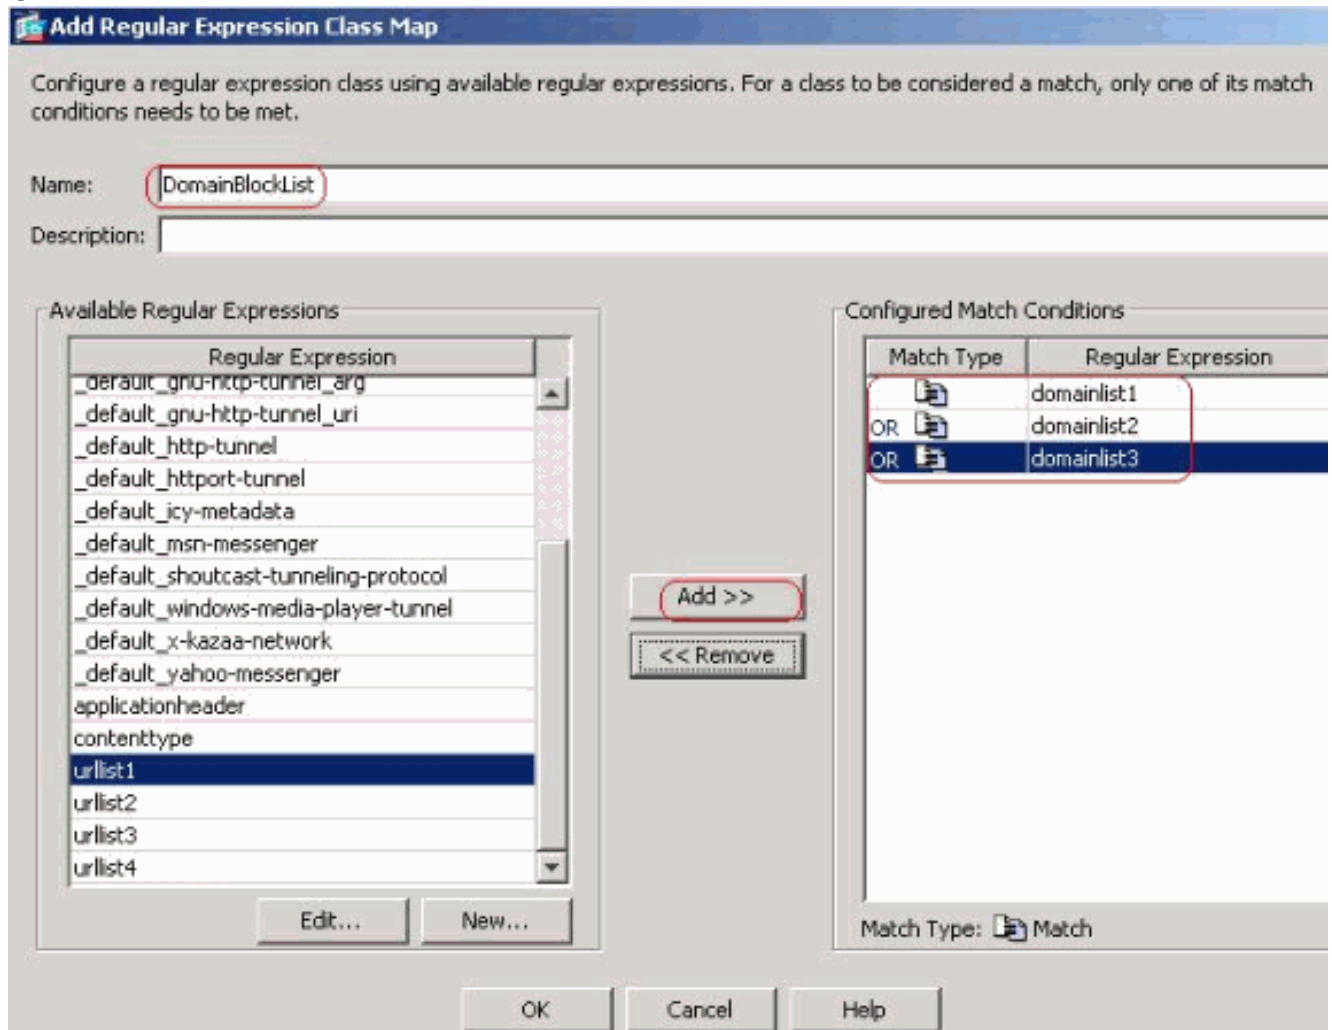 Add Regular Expression Class Map
Configure a regular expression class using available regular expressions. For a class to be considered a match, only one of its match
conditions needs to be met.
Name: DomainBlockList
Description:
Available Regular Expressions
Regular Expression
_default_gnu-http-tunnel_arg
_default_gnu-http-tunnel_uri
_default_http-tunnel
_default_httport-tunnel
_default_icy-metadata
_default_msn-messenger
_default_shoutcast-tunneling-protocol
_default_windows-media-player-tunnel
_default_x-kazaa-network
_default_yahoo-messenger
applicationheader
contenttype
urllist1
urllist2
urllist3
urllist4
Edit... New...
Add >>
<< Remove
Configured Match Conditions
Match Type Regular Expression
domainlist1
OR domainlist2
OR domainlist3
Match Type: Match
OK Cancel Help